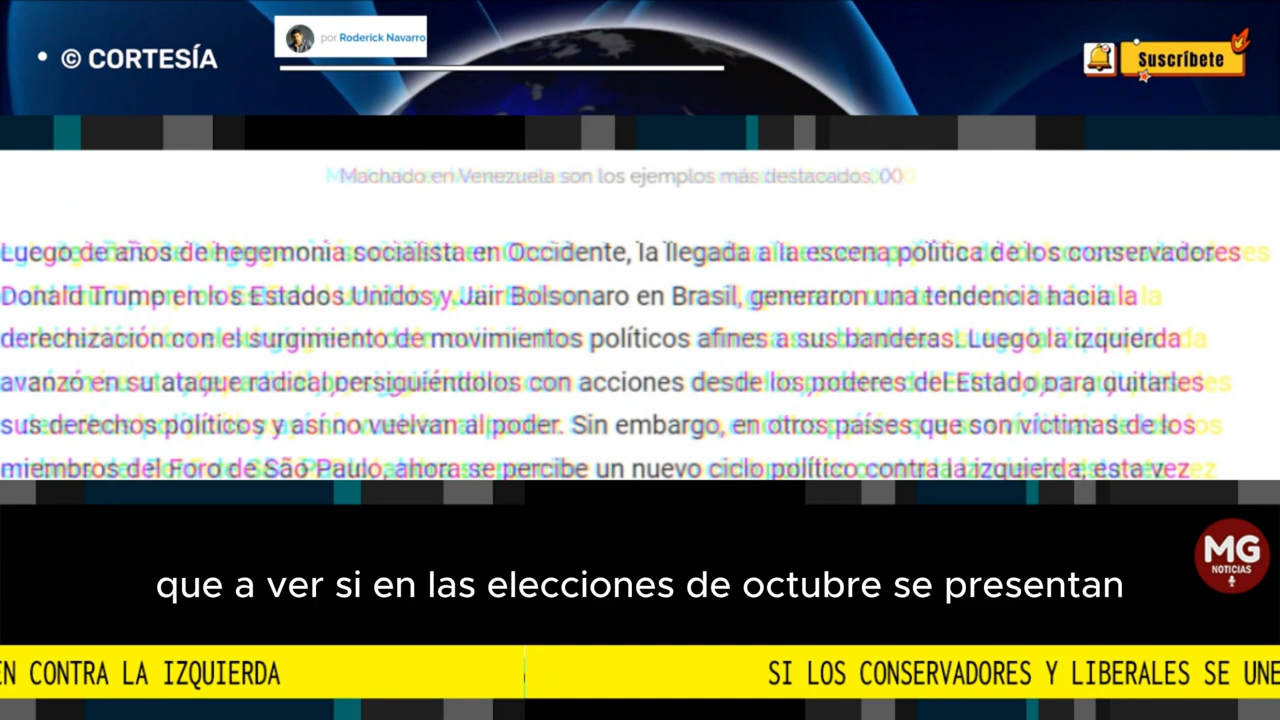 • © CORTESÍA
por Roderick Navarro
Suscríbete
Machado en Venezuela son los ejemplos más destacados. (X)
Luego de años de hegemonia socialista en Occidente, la llegada a la escena política de los conservadores
Donald Trump en los Estados Unidos y Jair Bolsonaro en Brasil, generaron una tendencia hacia la
derechización con el surgimiento de movimientos políticos afines a sus banderas. Luego la izquierda
avanzó en su ataque radical persiguiéndolos con acciones desde los poderes del Estado para quitarles
sus derechos políticos y así no vuelvan al poder. Sin embargo, en otros países que son víctimas de los
miembros del Foro de São Paulo, ahora se percibe un nuevo ciclo político contra la izquierda, esta vez
MG
NOTICIAS
que a ver si en las elecciones de octubre se presentan
EN CONTRA LA IZQUIERDA
SI LOS CONSERVADORES Y LIBERALES SE UNE